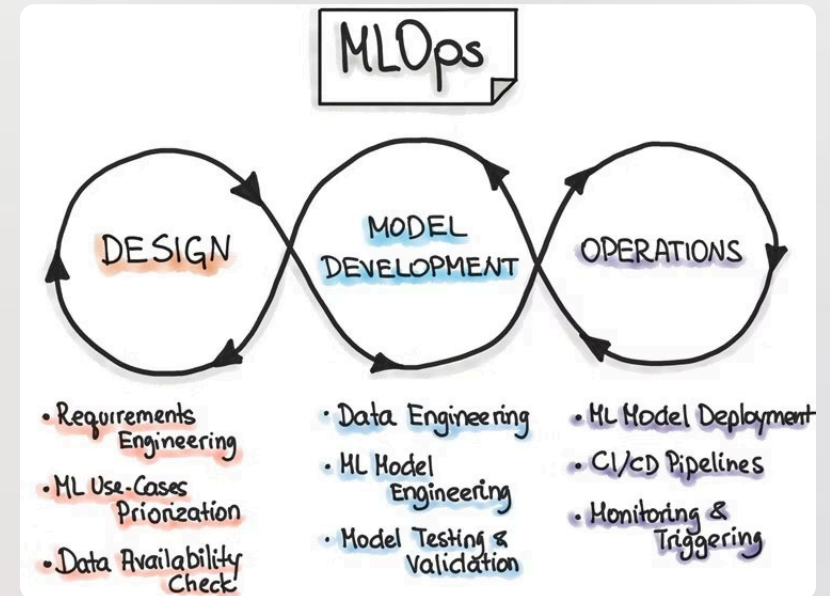 MLOps
DESIGN
MODEL
DEVELOPMENT
OPERATIONS
• Requirements
Engineering
• ML Use-Cases
Priorization
• Data Availability
Check
• Data Engineering
• ML Model
Engineering
• Model Testing &
Validation
• ML Model Deployment
• CI/CD Pipelines
• Monitoring &
Triggering